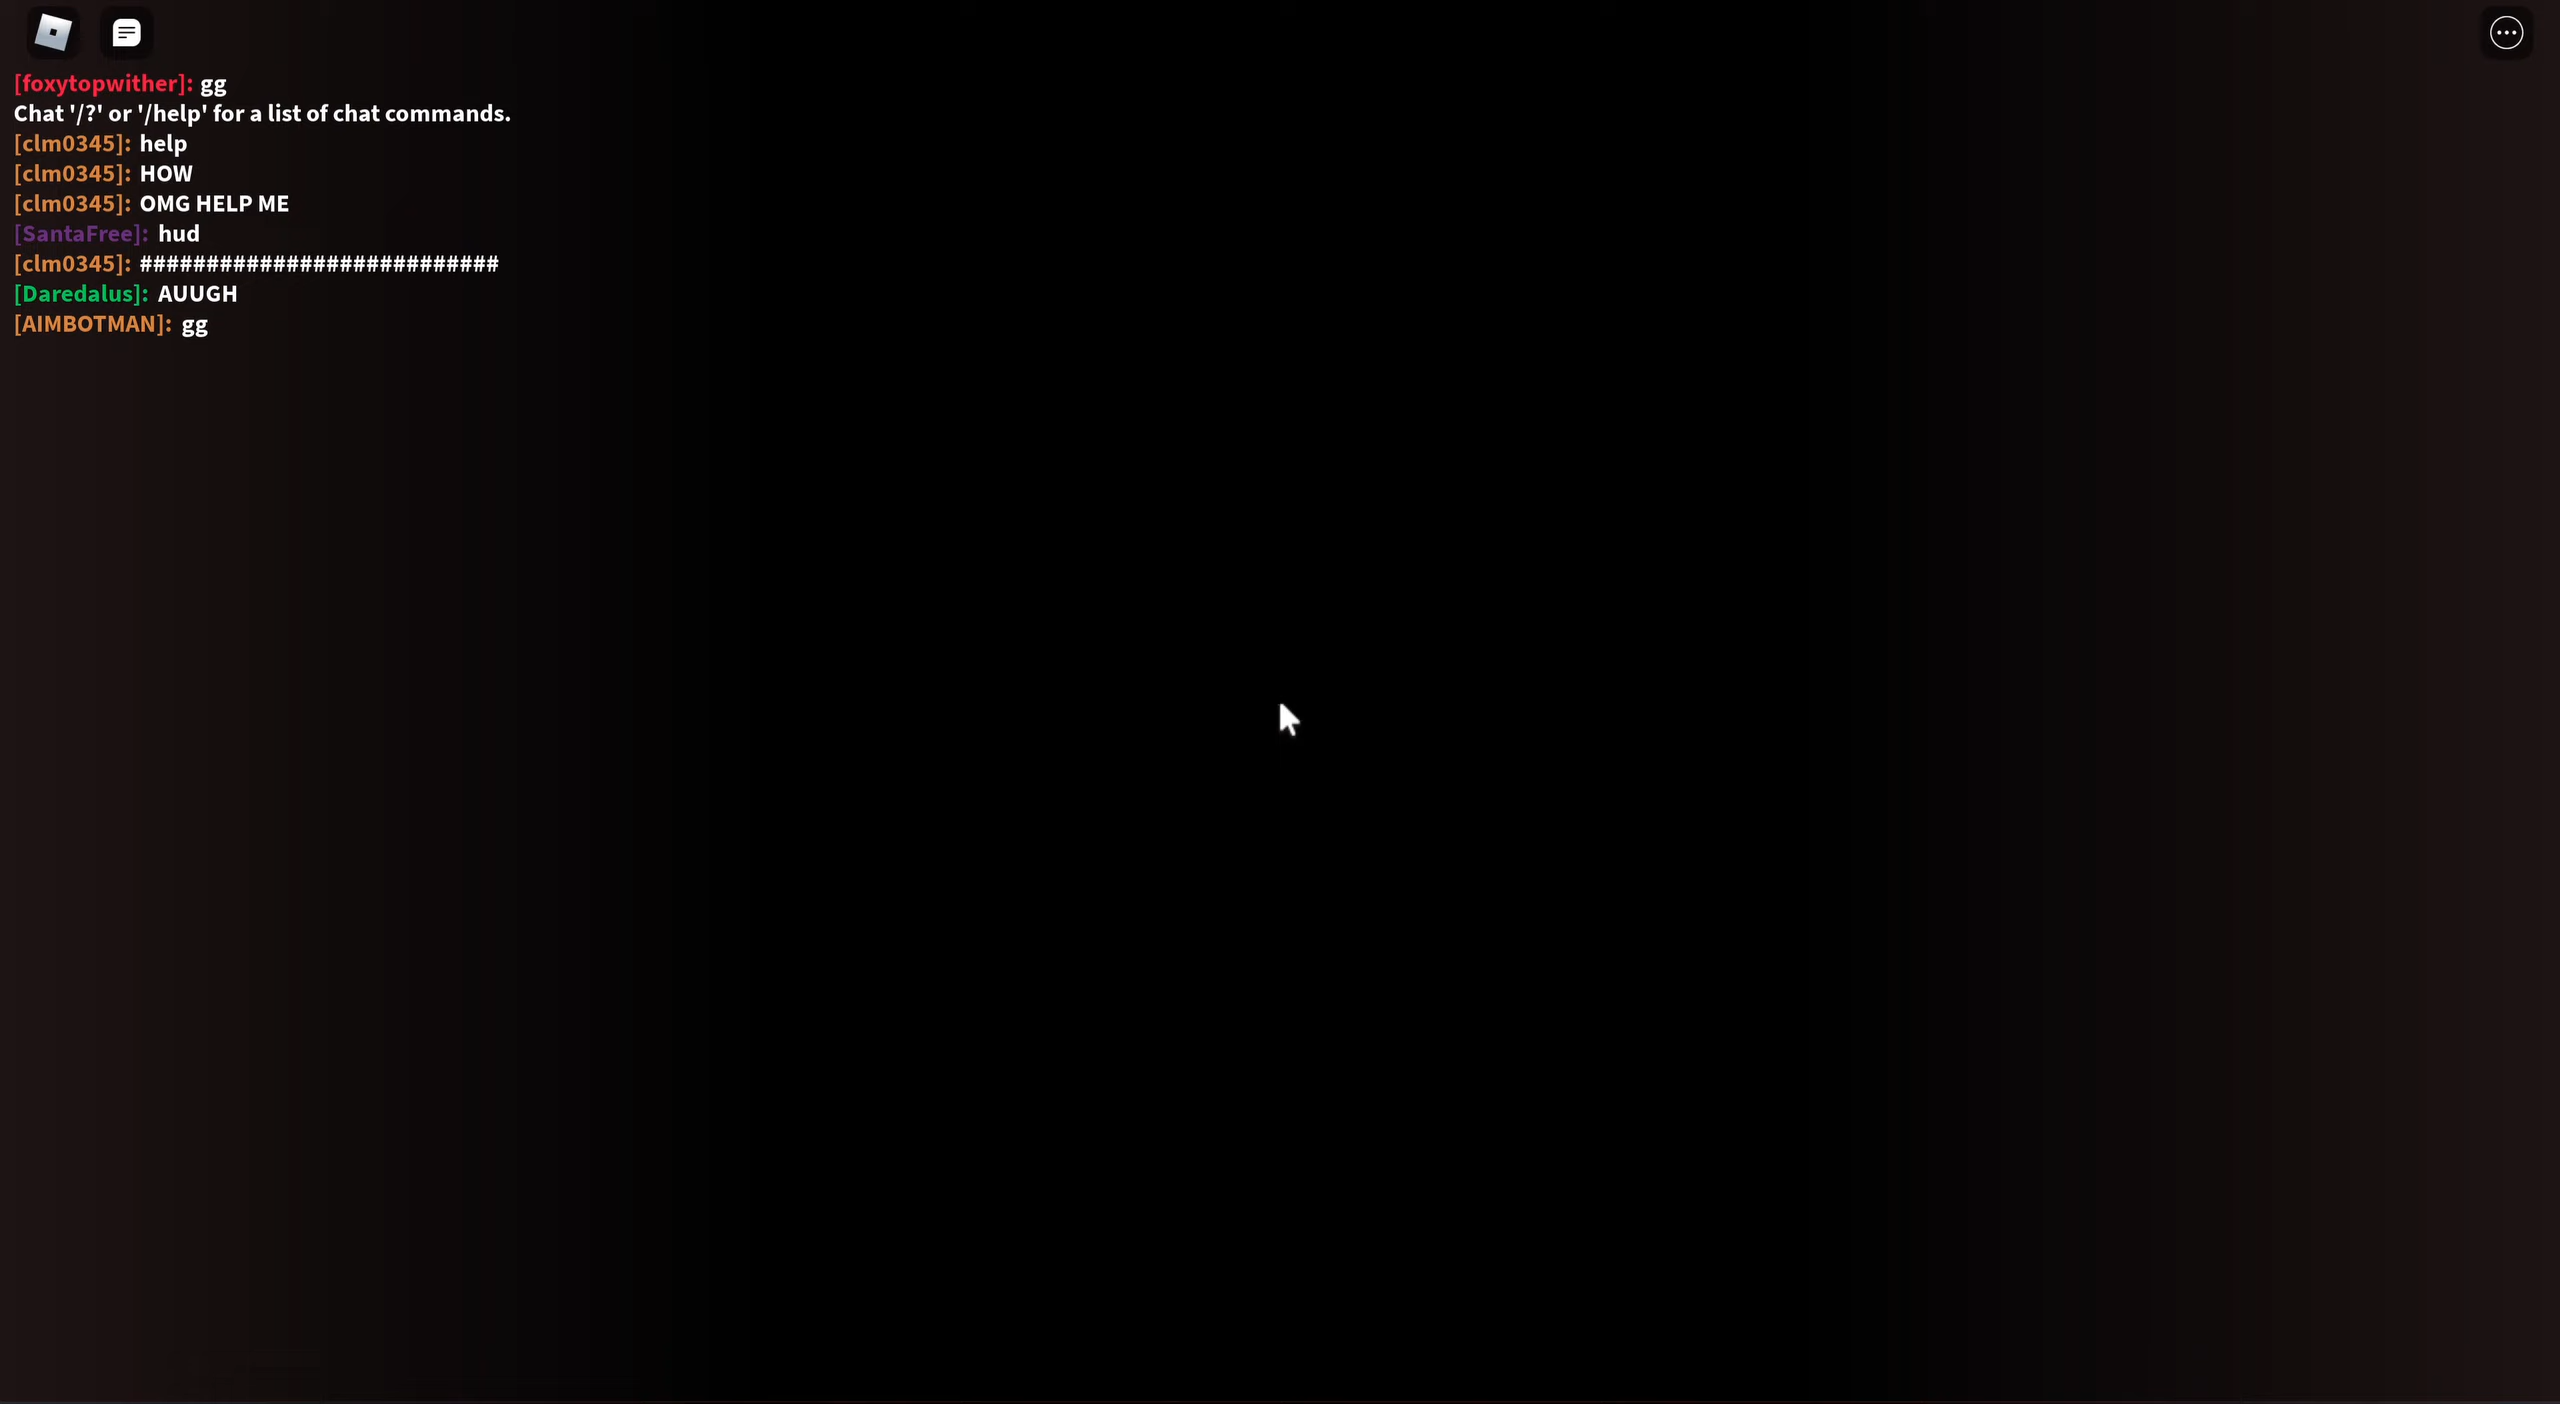 [foxytopwither]: gg
Chat '/?' or '/help' for a list of chat commands.
[clm0345]: help
[clm0345]: HOW
[clm0345]: OMG HELP ME
[SantaFree]: hud
[clm0345]: ###########################
[Daredalus]: AUUGH
[AIMBOTMAN]: gg